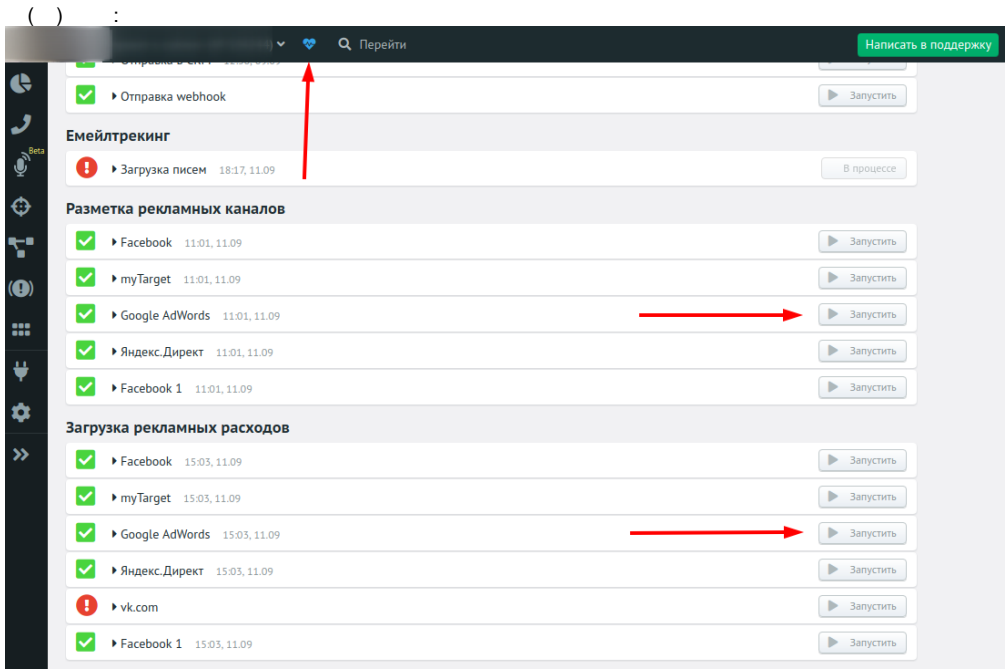 ( ) :
Перейти
Написать в поддержку
Отправка webhook Запустить
Beta
Емейлтрекинг
Загрузка писем 18:17, 11.09 В процессе
Разметка рекламных каналов
Facebook 11:01, 11.09 Запустить
myTarget 11:01, 11.09 Запустить
Google AdWords 11:01, 11.09 Запустить
Яндекс.Директ 11:01, 11.09 Запустить
Facebook 1 11:01, 11.09 Запустить
Загрузка рекламных расходов
Facebook 15:03, 11.09 Запустить
myTarget 15:03, 11.09 Запустить
Google AdWords 15:03, 11.09 Запустить
Яндекс.Директ 15:03, 11.09 Запустить
vk.com Запустить
Facebook 1 15:03, 11.09 Запустить